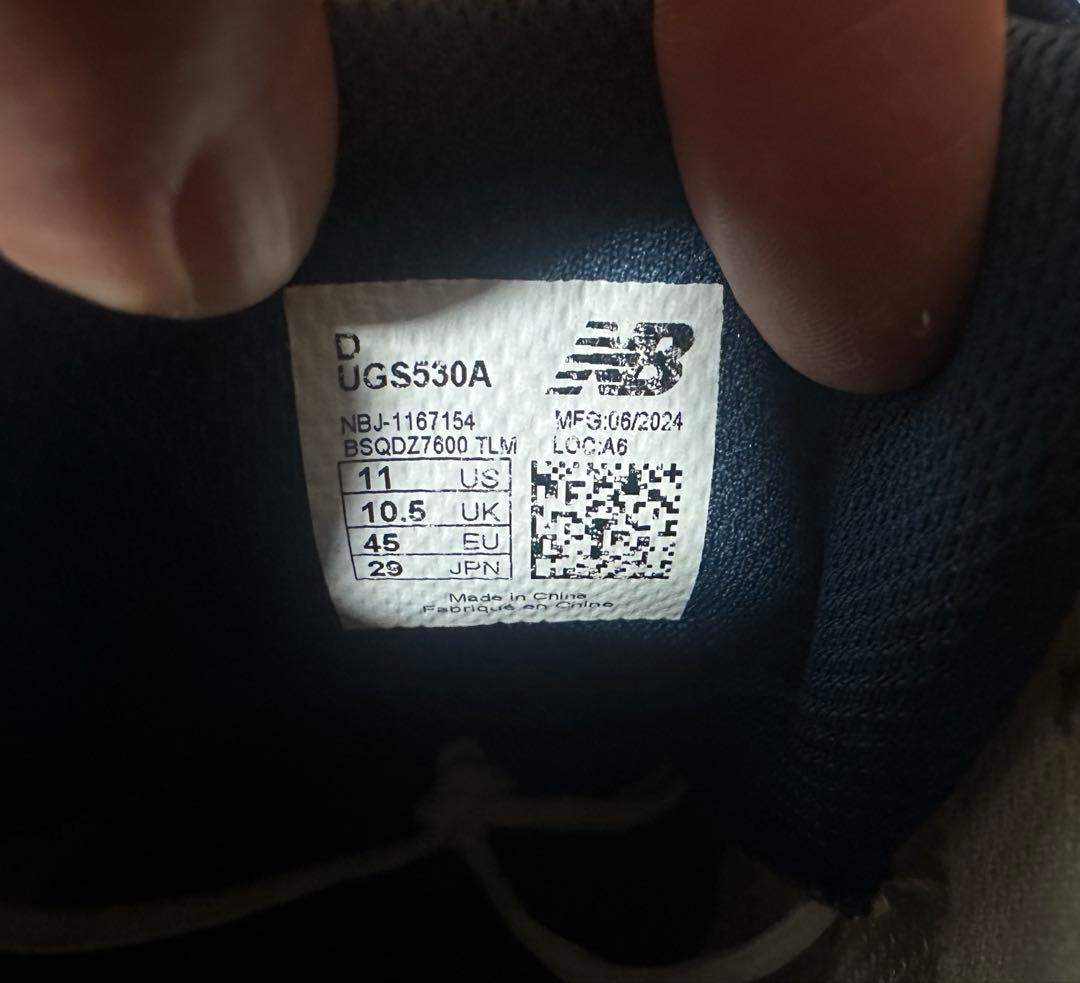 D
UGS530A
NB
NBJ-1167154
MFG:06/2024
BSQDZ7600 TLM
LOC:A6
11 US
10.5 UK
45 EU
29 JPN
Made in China
Fabriqué en Chine